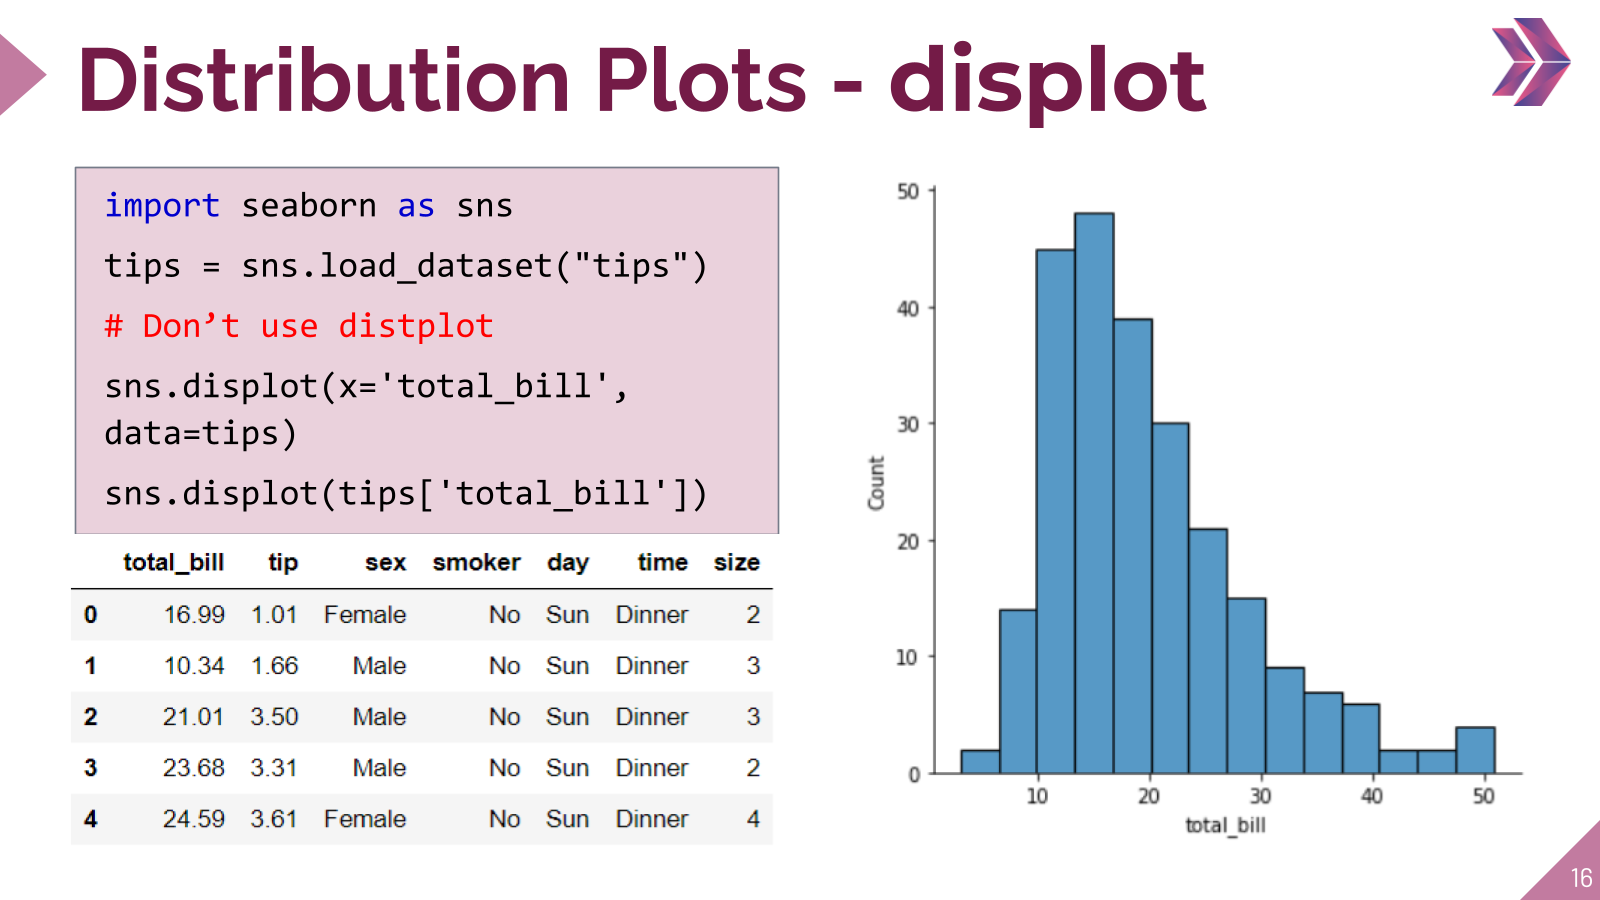 Distribution Plots - displot
import seaborn as sns
tips = sns.load_dataset("tips")
# Don’t use distplot
sns.displot(x='total_bill',
data=tips)
sns.displot(tips['total_bill'])
total_bill tip sex smoker day time size
0 16.99 1.01 Female No Sun Dinner 2
1 10.34 1.66 Male No Sun Dinner 3
2 21.01 3.50 Male No Sun Dinner 3
3 23.68 3.31 Male No Sun Dinner 2
4 24.59 3.61 Female No Sun Dinner 4
50
40
30
20
10
0
Count
10 20 30 40 50
total_bill
16